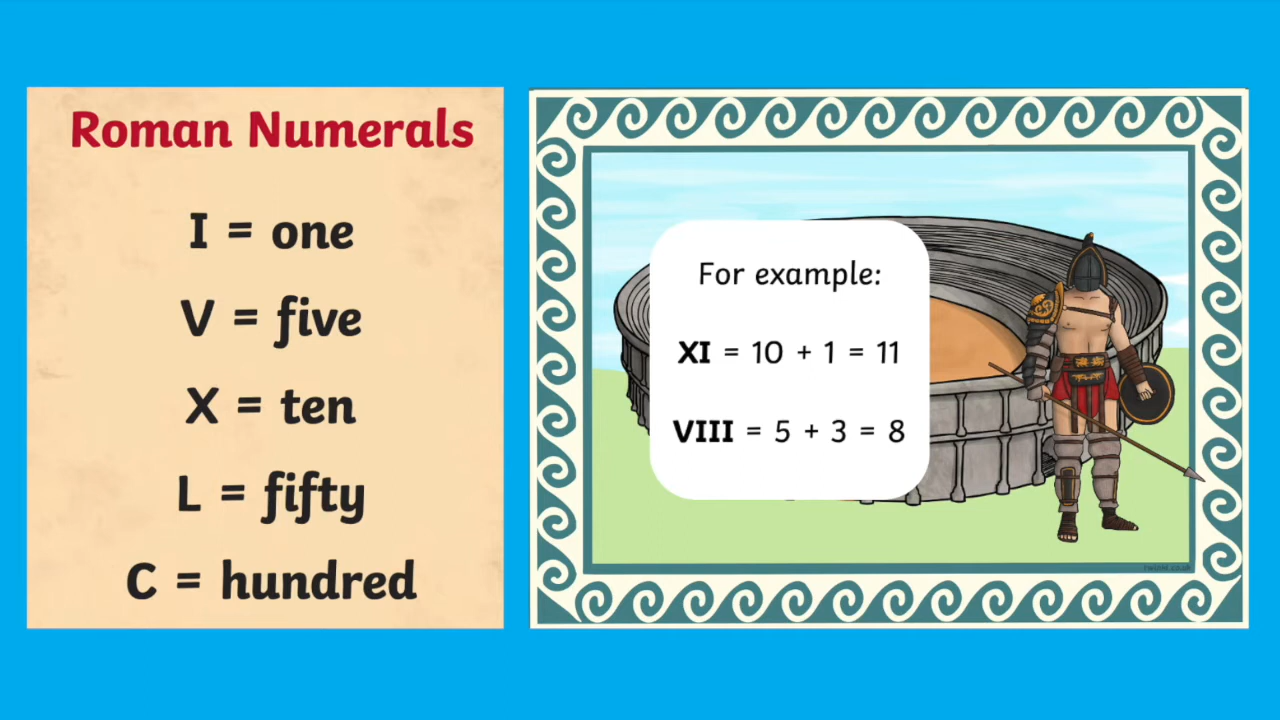 Roman Numerals
I = one
V = five
X = ten
L = fifty
C = hundred
For example:
XI = 10 + 1 = 11
VIII = 5 + 3 = 8